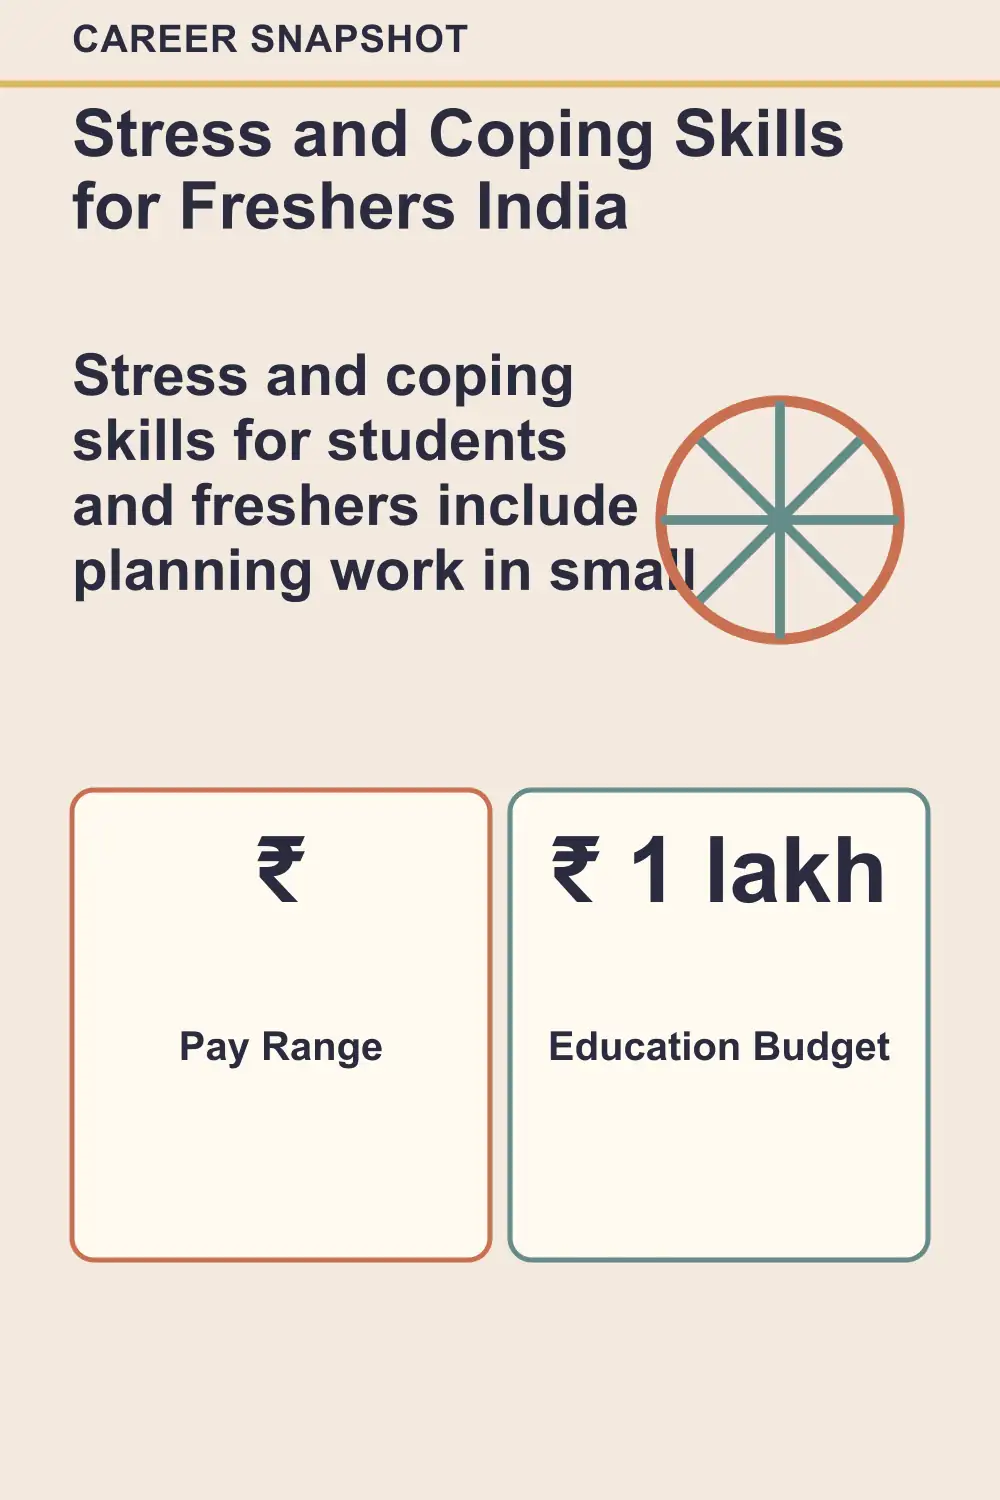 CAREER SNAPSHOT
Stress and Coping Skills
for Freshers India
Stress and coping
skills for students
and freshers include
planning work in small
₹
Pay Range
₹ 1 lakh
Education Budget